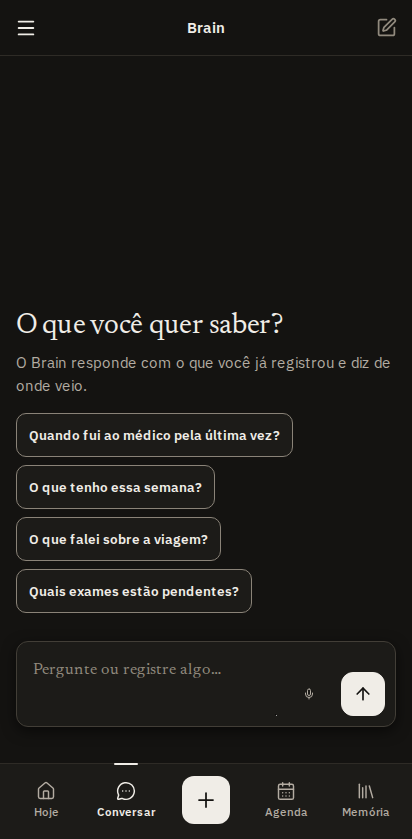 Brain
O que você quer saber?
O Brain responde com o que você já registrou e diz de
onde veio.
Quando fui ao médico pela última vez?
O que tenho essa semana?
O que falei sobre a viagem?
Quais exames estão pendentes?
Pergunte ou registre algo...
Hoje
Conversar
Agenda
Memória